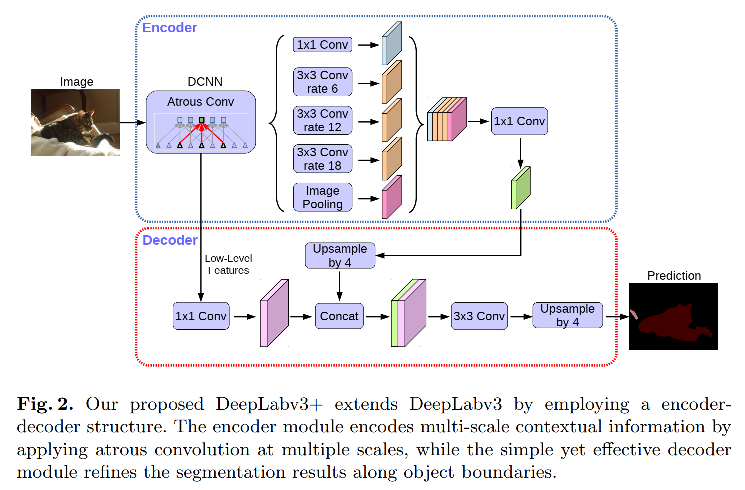 Encoder
Image
DCNN
Atrous Conv
1x1 Conv
3x3 Conv
rate 6
3x3 Conv
rate 12
3x3 Conv
rate 18
Image
Pooling
1x1 Conv
Decoder
Low-Level
Features
Upsample
by 4
1x1 Conv
Concat
3x3 Conv
Upsample
by 4
Prediction
Fig. 2. Our proposed DeepLabv3+ extends DeepLabv3 by employing a encoder-
decoder structure. The encoder module encodes multi-scale contextual information by
applying atrous convolution at multiple scales, while the simple yet effective decoder
module refines the segmentation results along object boundaries.